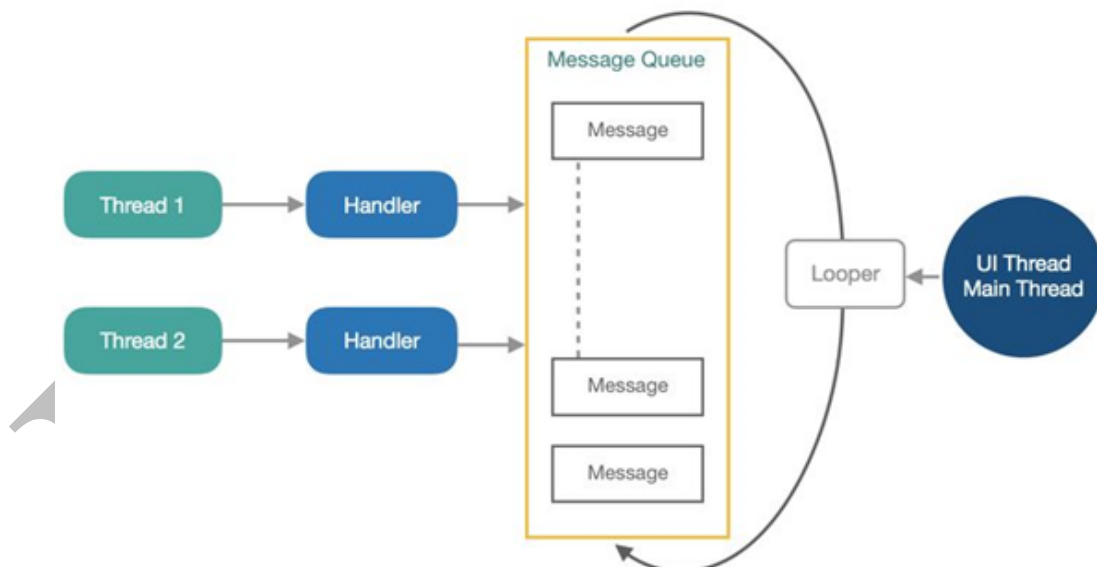 Message Queue
Message
Thread 1
Handler
Looper
UI Thread
Main Thread
Thread 2
Handler
Message
Message